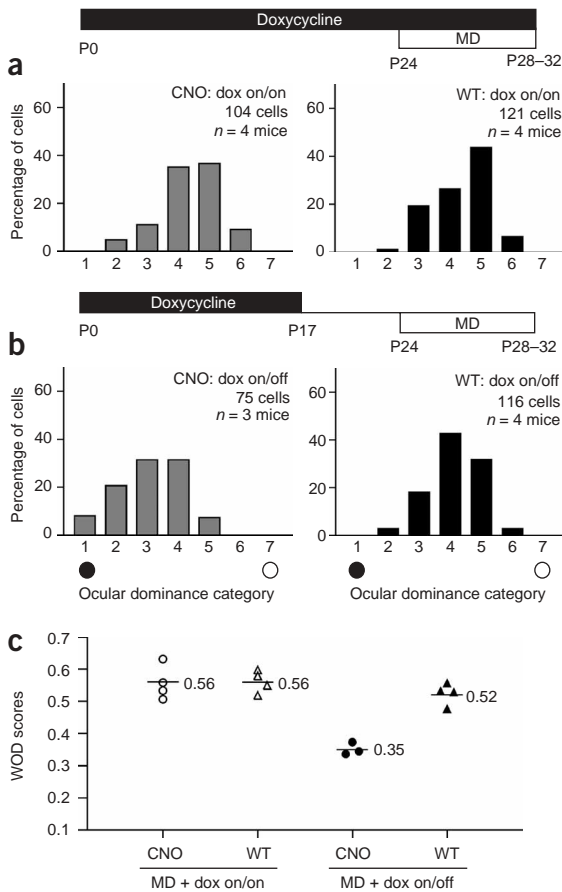 Doxycycline
P0
MD
P24
P28–32
a
Percentage of cells
60
40
20
0
CNO: dox on/on
104 cells
n = 4 mice
1 2 3 4 5 6 7
60
40
20
0
WT: dox on/on
121 cells
n = 4 mice
1 2 3 4 5 6 7
Doxycycline
P0
P17
MD
P24
P28–32
b
Percentage of cells
60
40
20
0
CNO: dox on/off
75 cells
n = 3 mice
1 2 3 4 5 6 7
Ocular dominance category
60
40
20
0
WT: dox on/off
116 cells
n = 4 mice
1 2 3 4 5 6 7
Ocular dominance category
c
WOD scores
0.7
0.6
0.5
0.4
0.3
0.2
0.1
0.56
0.56
0.35
0.52
CNO WT CNO WT
MD + dox on/on MD + dox on/off